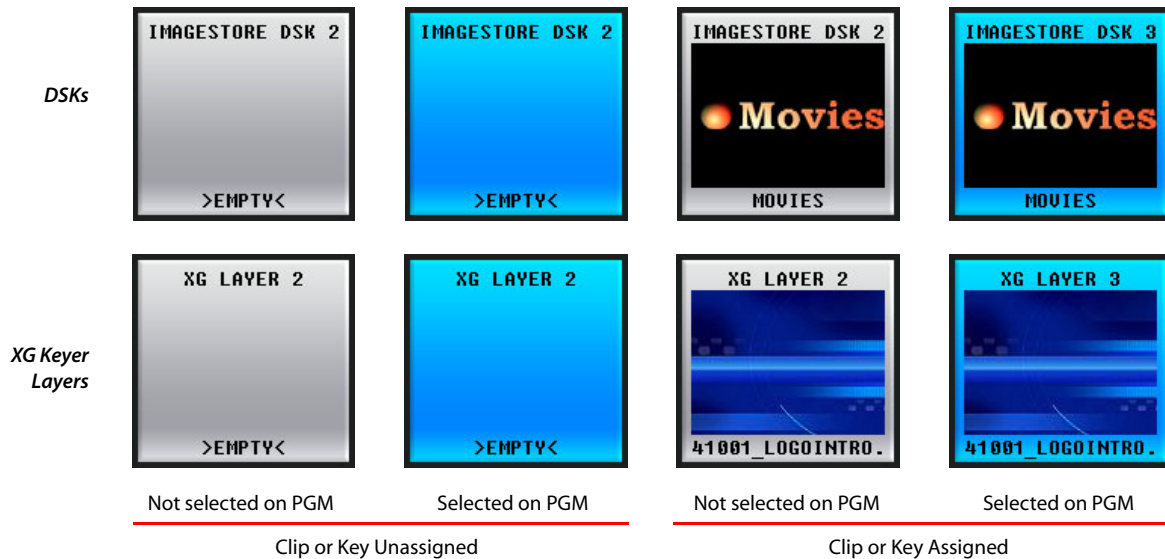 IMAGESTORE DSK 2
IMAGESTORE DSK 2
IMAGESTORE DSK 2
IMAGESTORE DSK 3
DSKs
Movies
Movies
>EMPTY<
>EMPTY<
MOVIES
MOVIES
XG LAYER 2
XG LAYER 2
XG LAYER 2
XG LAYER 3
XG Keyer
Layers
>EMPTY<
>EMPTY<
41001_LOGOINTRO.
41001_LOGOINTRO.
Not selected on PGM
Selected on PGM
Not selected on PGM
Selected on PGM
Clip or Key Unassigned
Clip or Key Assigned